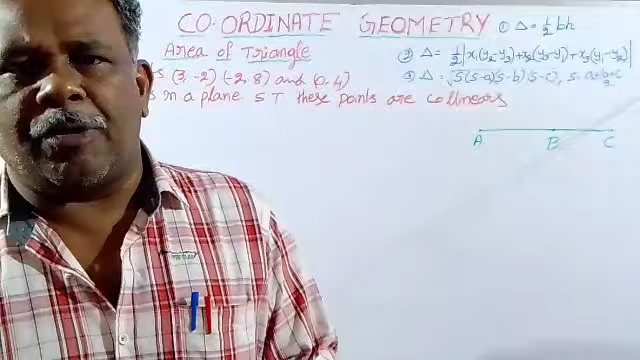 CO-ORDINATE GEOMETRY
① Δ = ½ bh
Area of Triangle
② Δ = ½ |x₁(y₂-y₃)+x₂(y₃-y₁)+x₃(y₁-y₂)|
(3,-2) (-2,8) and (0,4)
③ Δ = √S(S-a)(S-b)(S-c), S = a+b+c/2
in a plane. S T these points are collinears
A B C